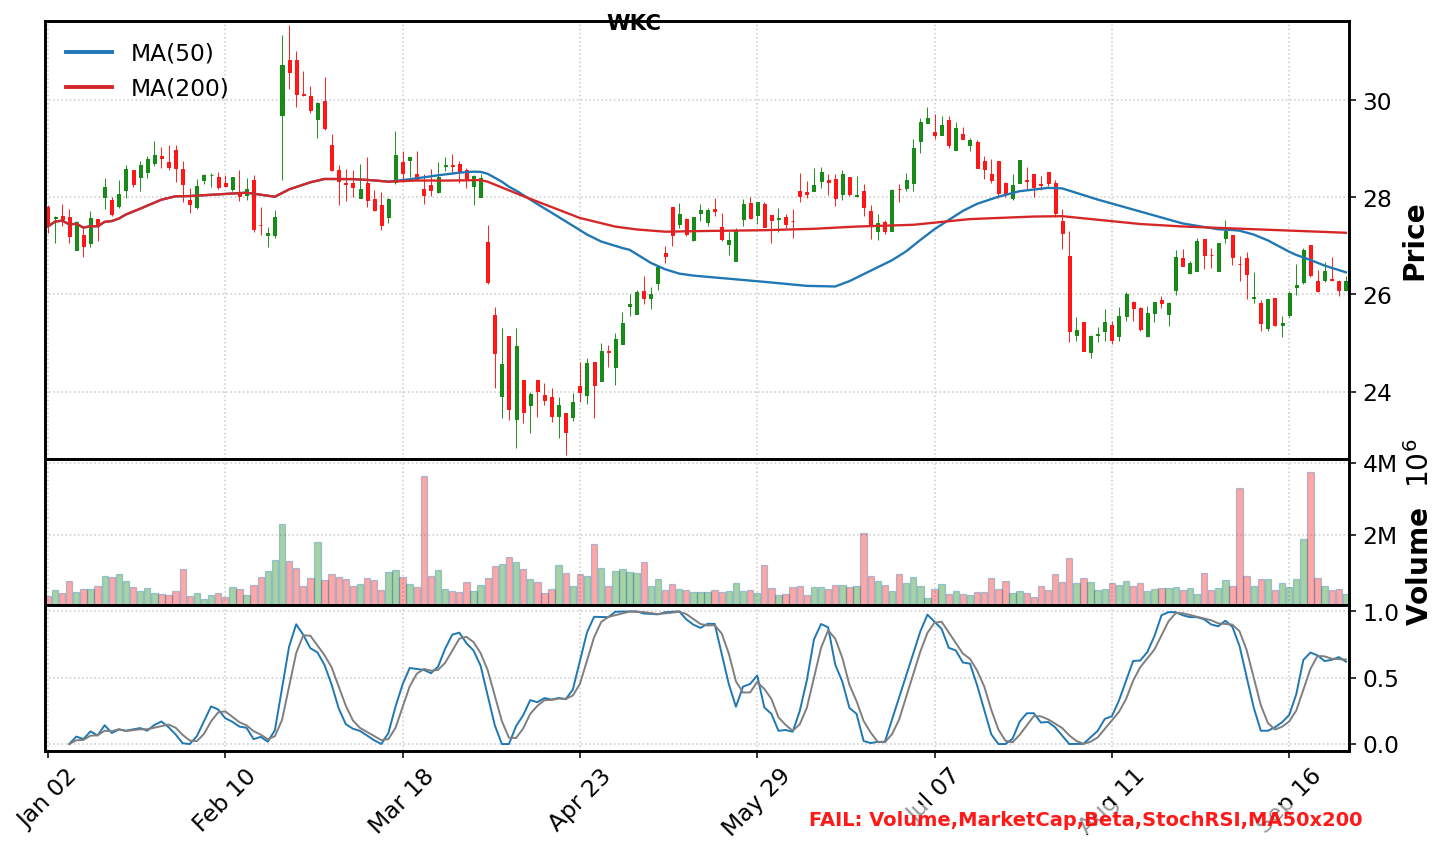 WKC
MA(50)
MA(200)
30
28
26
24
Price
4M
2M
Volume 10^6
1.0
0.5
0.0
Jan 02
Feb 10
Mar 18
Apr 23
May 29
Jul 07
Aug 11
Sep 16
FAIL: Volume,MarketCap,Beta,StochRSI,MA50x200